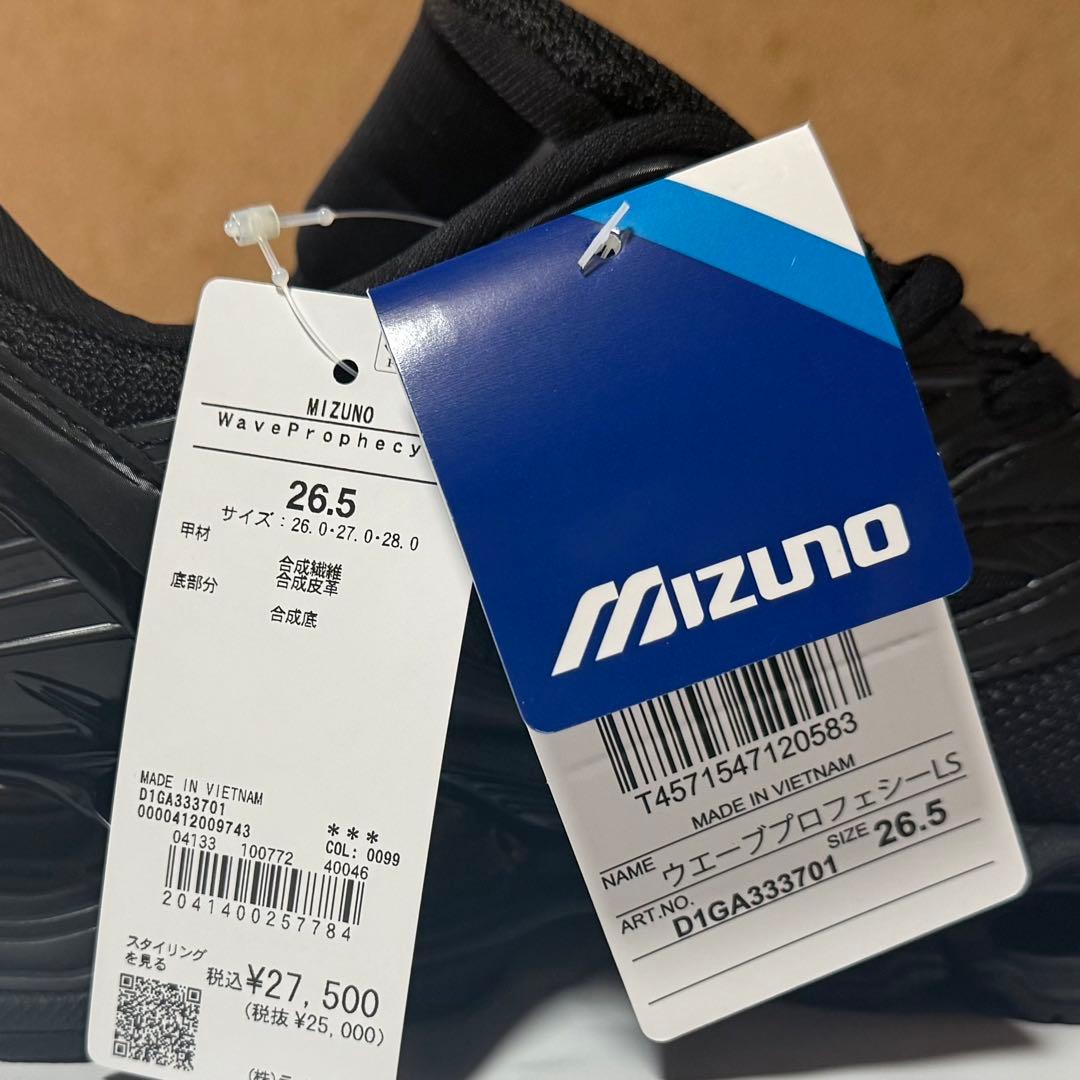 MIZUNO
WaveProphecy
26.5
サイズ：26.0・27.0・28.0
甲材
合成繊維
合成皮革
底部分
合成底
MADE IN VIETNAM
D1GA333701
0000412009743
***
COL: 0099
04133 100772
40046
2041400257784
スタイリング
を見る
税込¥27,500
(税抜 ¥25,000)
MIZUNO
T4571547120583
MADE IN VIETNAM
NAME ウエーブプロフェシーLS
ART.NO. SIZE 26.5
D1GA333701